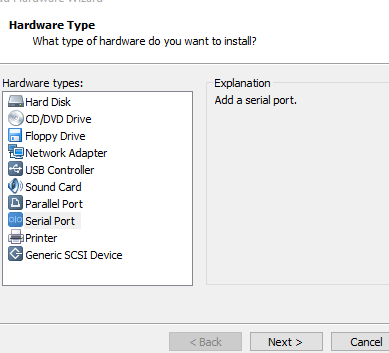 Hardware Wizard
Hardware Type
What type of hardware do you want to install?
Hardware types:
Explanation
Hard Disk
Add a serial port.
CD/DVD Drive
Floppy Drive
Network Adapter
USB Controller
Sound Card
Parallel Port
Serial Port
Printer
Generic SCSI Device
< Back
Next >
Cancel